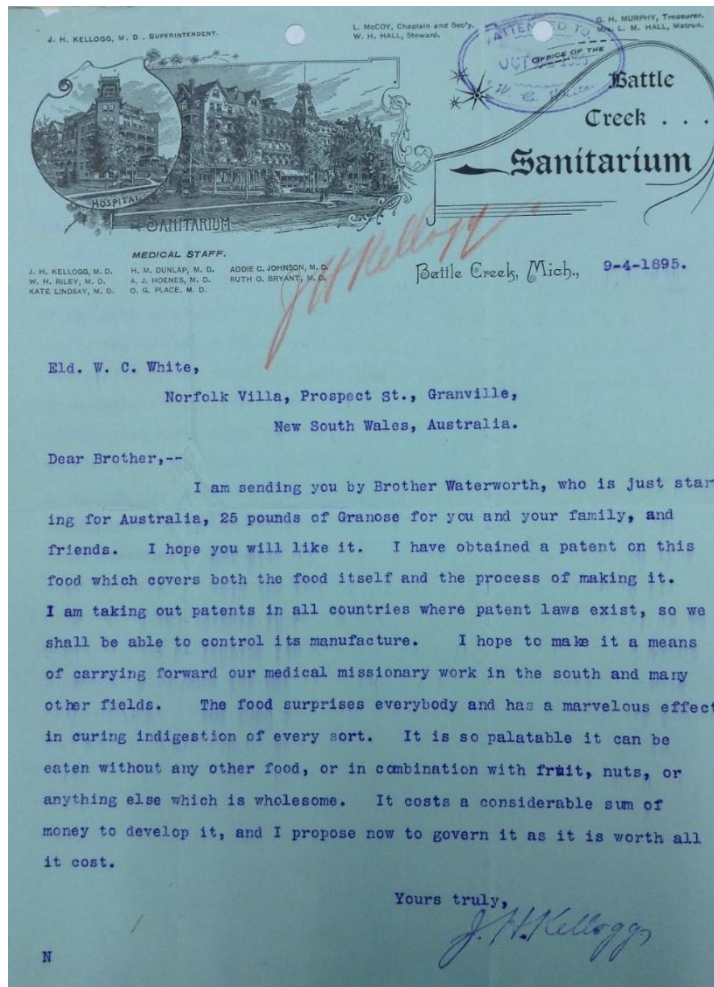 J. H. KELLOGG, M. D., SUPERINTENDENT.
L. McCOY, Chaplain and Sec'y.
W. H. HALL, Steward.
G. H. MURPHY, Treasurer.
Mrs. L. M. HALL, Matron.
ATTENDED TO
OCT 1895
W. C. White
OFFICE OF THE
Battle
Creek . . .
Sanitarium
HOSPITAL
SANITARIUM
MEDICAL STAFF.
J. H. KELLOGG, M. D.
W. H. RILEY, M. D.
KATE LINDSAY, M. D.
H. M. DUNLAP, M. D.
A. J. HOENES, M. D.
O. G. PLACE, M. D.
ADDIE C. JOHNSON, M. D.
RUTH O. BRYANT, M. D.
J H Kellogg
Battle Creek, Mich., 9-4-1895.
Eld. W. C. White,
Norfolk Villa, Prospect St., Granville,
New South Wales, Australia.
Dear Brother,--
I am sending you by Brother Waterworth, who is just star
ing for Australia, 25 pounds of Granose for you and your family, and
friends. I hope you will like it. I have obtained a patent on this
food which covers both the food itself and the process of making it.
I am taking out patents in all countries where patent laws exist, so we
shall be able to control its manufacture. I hope to make it a means
of carrying forward our medical missionary work in the south and many
other fields. The food surprises everybody and has a marvelous effect
in curing indigestion of every sort. It is so palatable it can be
eaten without any other food, or in combination with fruit, nuts, or
anything else which is wholesome. It costs a considerable sum of
money to develop it, and I propose now to govern it as it is worth all
it cost.
Yours truly,
J. H. Kellogg
N